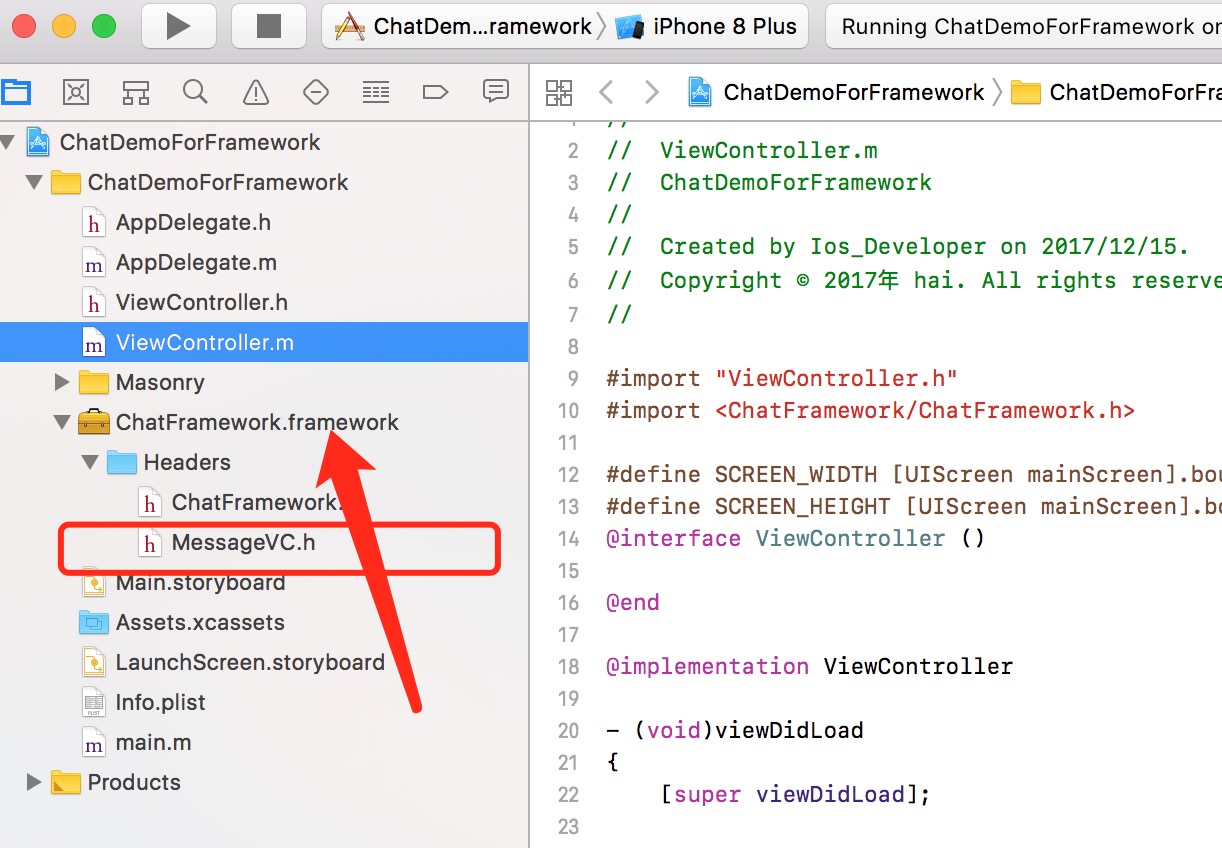 ChatDem...ramework
iPhone 8 Plus
Running ChatDemoForFramework on
ChatDemoForFramework
ChatDemoForFra
ChatDemoForFramework
ChatDemoForFramework
h AppDelegate.h
m AppDelegate.m
h ViewController.h
m ViewController.m
Masonry
ChatFramework.framework
Headers
h ChatFramework.
h MessageVC.h
Main.storyboard
Assets.xcassets
LaunchScreen.storyboard
PLIST Info.plist
m main.m
Products
2 //  ViewController.m
3 //  ChatDemoForFramework
4 //
5 //  Created by Ios_Developer on 2017/12/15.
6 //  Copyright © 2017年 hai. All rights reserve
7 //
8
9 #import "ViewController.h"
10 #import <ChatFramework/ChatFramework.h>
11
12 #define SCREEN_WIDTH [UIScreen mainScreen].bou
13 #define SCREEN_HEIGHT [UIScreen mainScreen].bo
14 @interface ViewController ()
15
16 @end
17
18 @implementation ViewController
19
20 - (void)viewDidLoad
21 {
22     [super viewDidLoad];
23